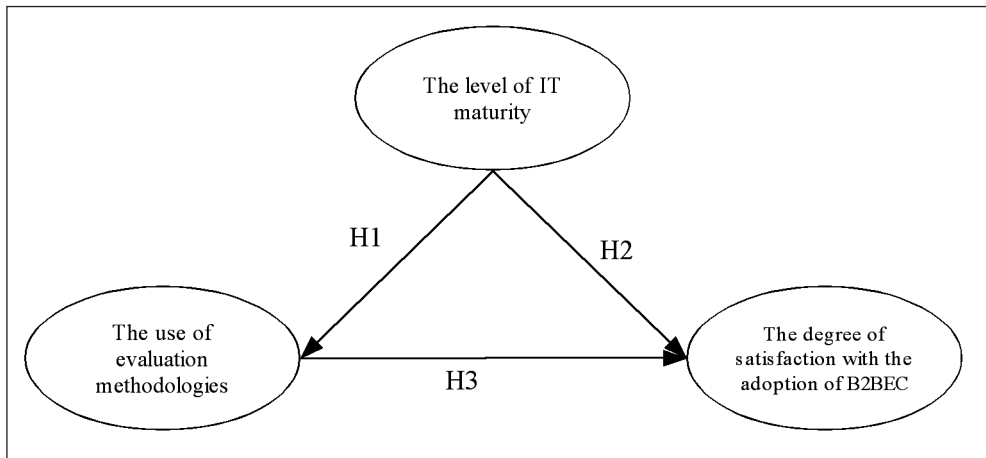 The level of IT
maturity
H1
H2
The use of
evaluation
methodologies
H3
The degree of
satisfaction with the
adoption of B2BEC